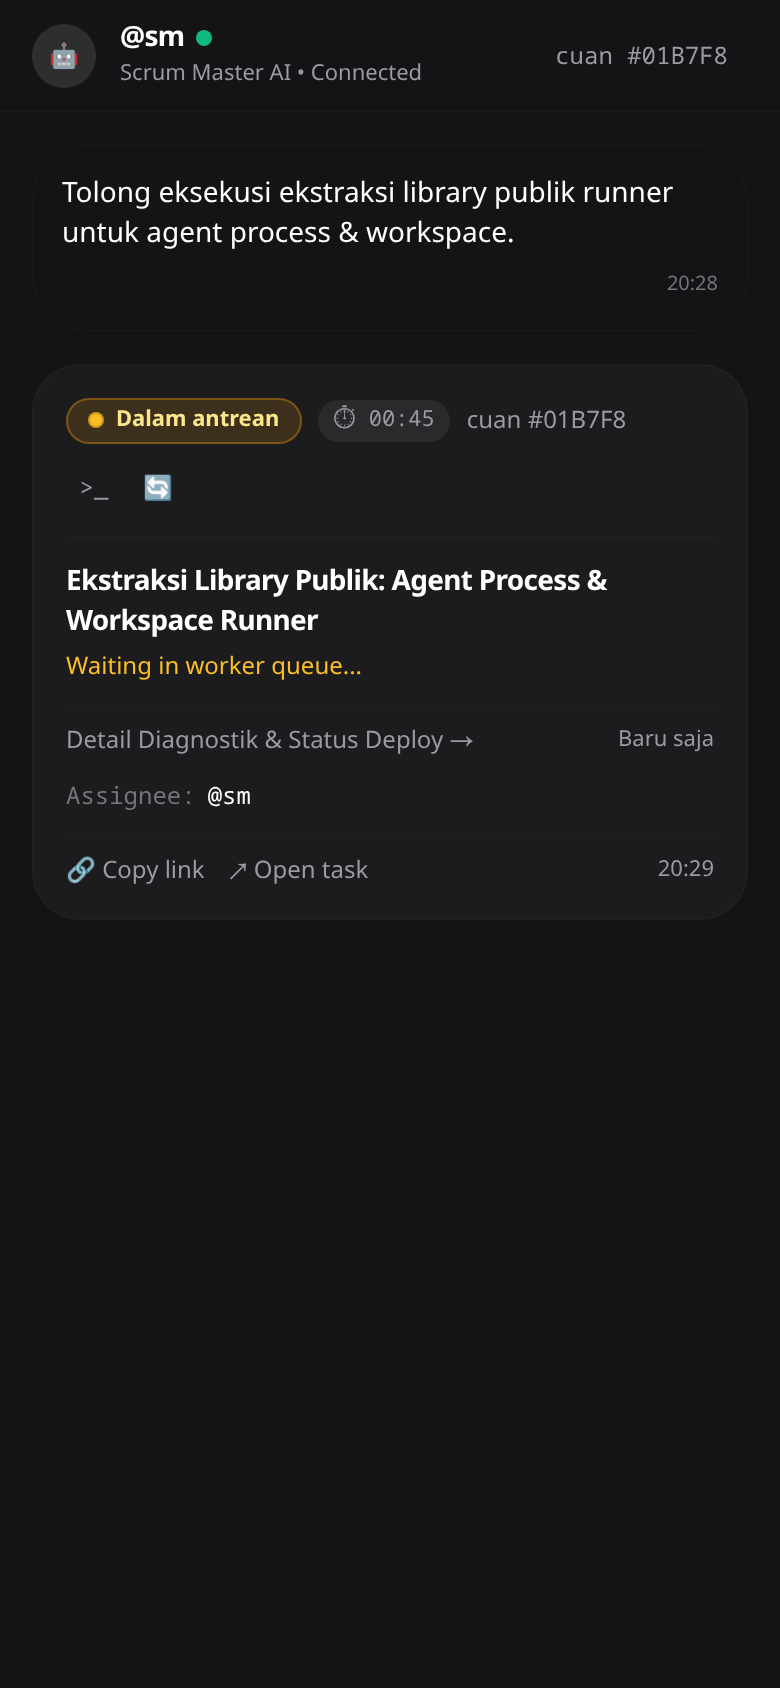 @sm
Scrum Master AI • Connected
cuan #01B7F8
Tolong eksekusi ekstraksi library publik runner
untuk agent process & workspace.
20:28
Dalam antrean
00:45
cuan #01B7F8
>_
Ekstraksi Library Publik: Agent Process &
Workspace Runner
Waiting in worker queue...
Detail Diagnostik & Status Deploy →
Baru saja
Assignee: @sm
Copy link
↗ Open task
20:29